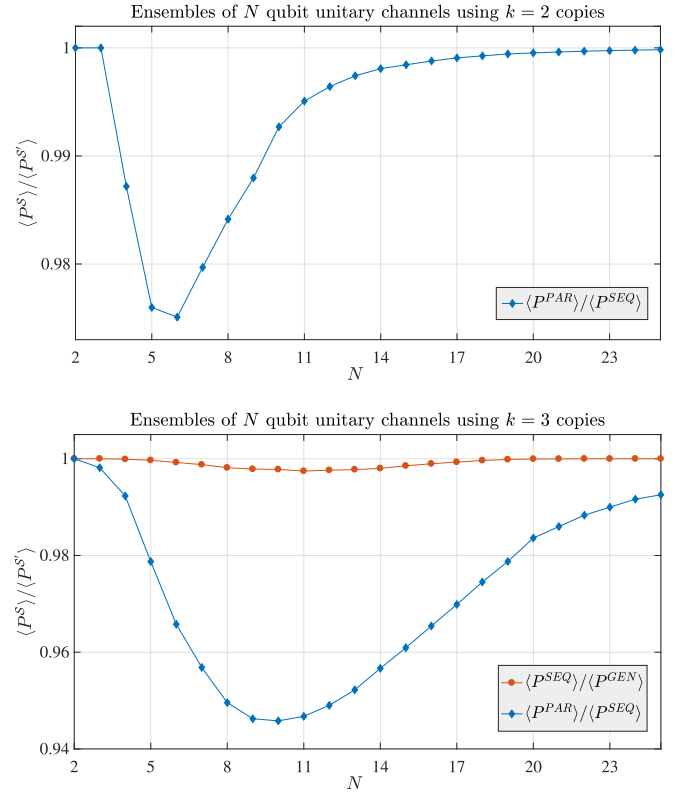 Ensembles of N qubit unitary channels using k = 2 copies
1
0.99
0.98
⟨P^S⟩/⟨P^S'⟩
⟨P^PAR⟩/⟨P^SEQ⟩
2 5 8 11 14 17 20 23
N
Ensembles of N qubit unitary channels using k = 3 copies
1
0.98
0.96
0.94
⟨P^S⟩/⟨P^S'⟩
⟨P^SEQ⟩/⟨P^GEN⟩
⟨P^PAR⟩/⟨P^SEQ⟩
2 5 8 11 14 17 20 23
N